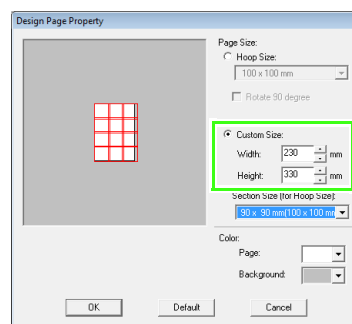 Design Page Property
Page Size:
Hoop Size:
100 x 100 mm
Rotate 90 degree
Custom Size:
Width: 230 mm
Height: 330 mm
Section Size (for Hoop Size):
90 x 90 mm(100 x 100 mm
Color:
Page:
Background:
OK Default Cancel